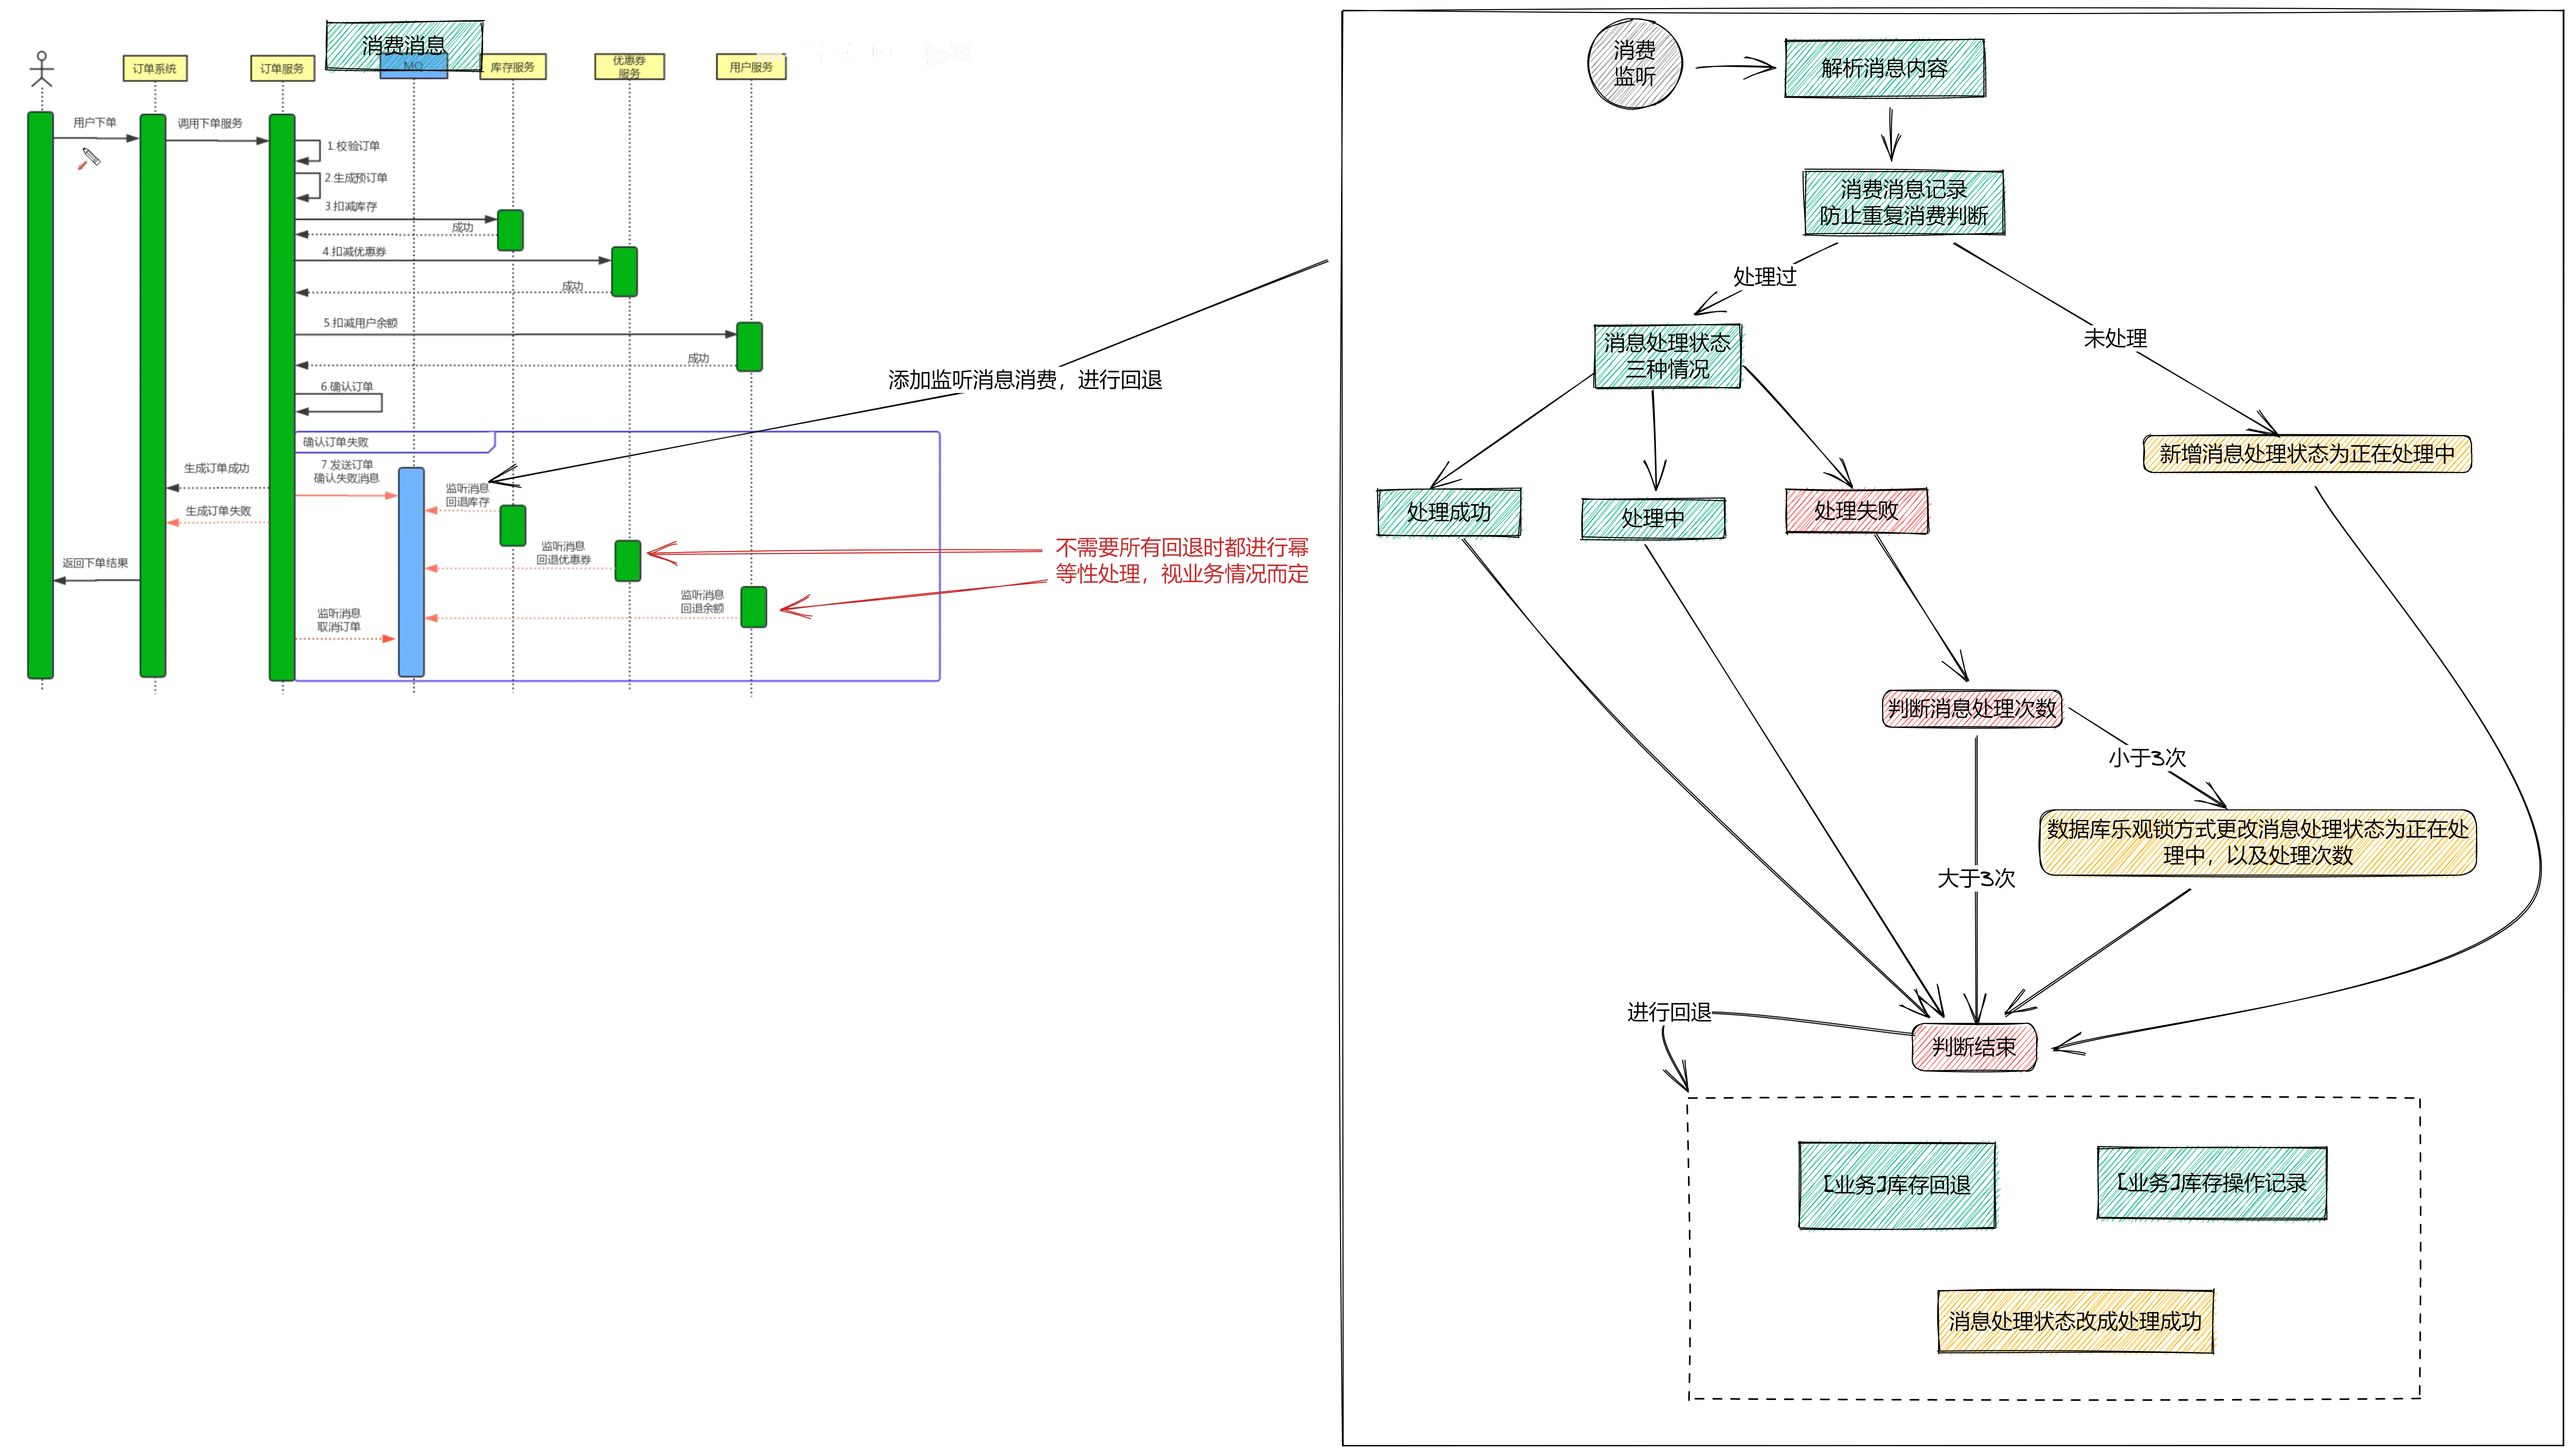 消费消息
订单系统
订单服务
MQ
库存服务
优惠券
服务
用户服务
用户下单
调用下单服务
1.校验订单
2.生成预订单
3.扣减库存
成功
4.扣减优惠券
成功
5.扣减用户余额
成功
6.确认订单
确认订单失败
7.发送订单
确认失败消息
生成订单成功
生成订单失败
返回下单结果
监听消息
回退库存
监听消息
回退优惠券
监听消息
回退余额
监听消息
取消订单
添加监听消息消费，进行回退
不需要所有回退时都进行幂
等性处理，视业务情况而定
消费
监听
解析消息内容
消费消息记录
防止重复消费判断
处理过
未处理
消息处理状态
三种情况
新增消息处理状态为正在处理中
处理成功
处理中
处理失败
判断消息处理次数
小于3次
数据库乐观锁方式更改消息处理状态为正在处
理中，以及处理次数
大于3次
进行回退
判断结束
[业务]库存回退
[业务]库存操作记录
消息处理状态改成处理成功